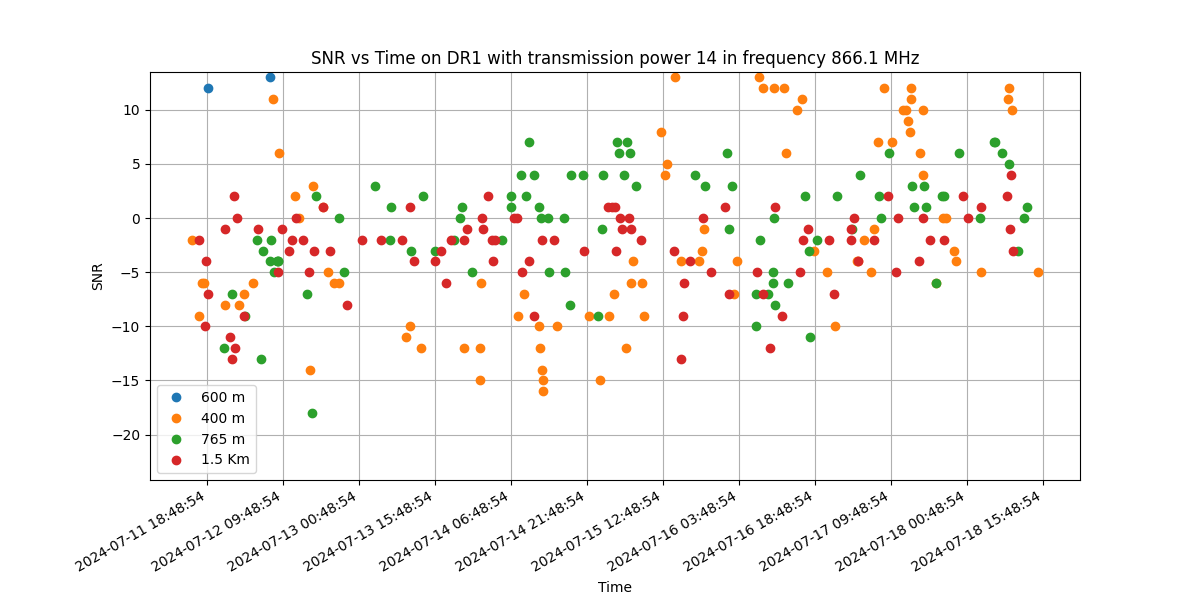 SNR vs Time on DR1 with transmission power 14 in frequency 866.1 MHz
SNR
10
5
0
−5
−10
−15
−20
600 m
400 m
765 m
1.5 Km
2024-07-11 18:48:54
2024-07-12 09:48:54
2024-07-13 00:48:54
2024-07-13 15:48:54
2024-07-14 06:48:54
2024-07-14 21:48:54
2024-07-15 12:48:54
2024-07-16 03:48:54
2024-07-16 18:48:54
2024-07-17 09:48:54
2024-07-18 00:48:54
2024-07-18 15:48:54
Time